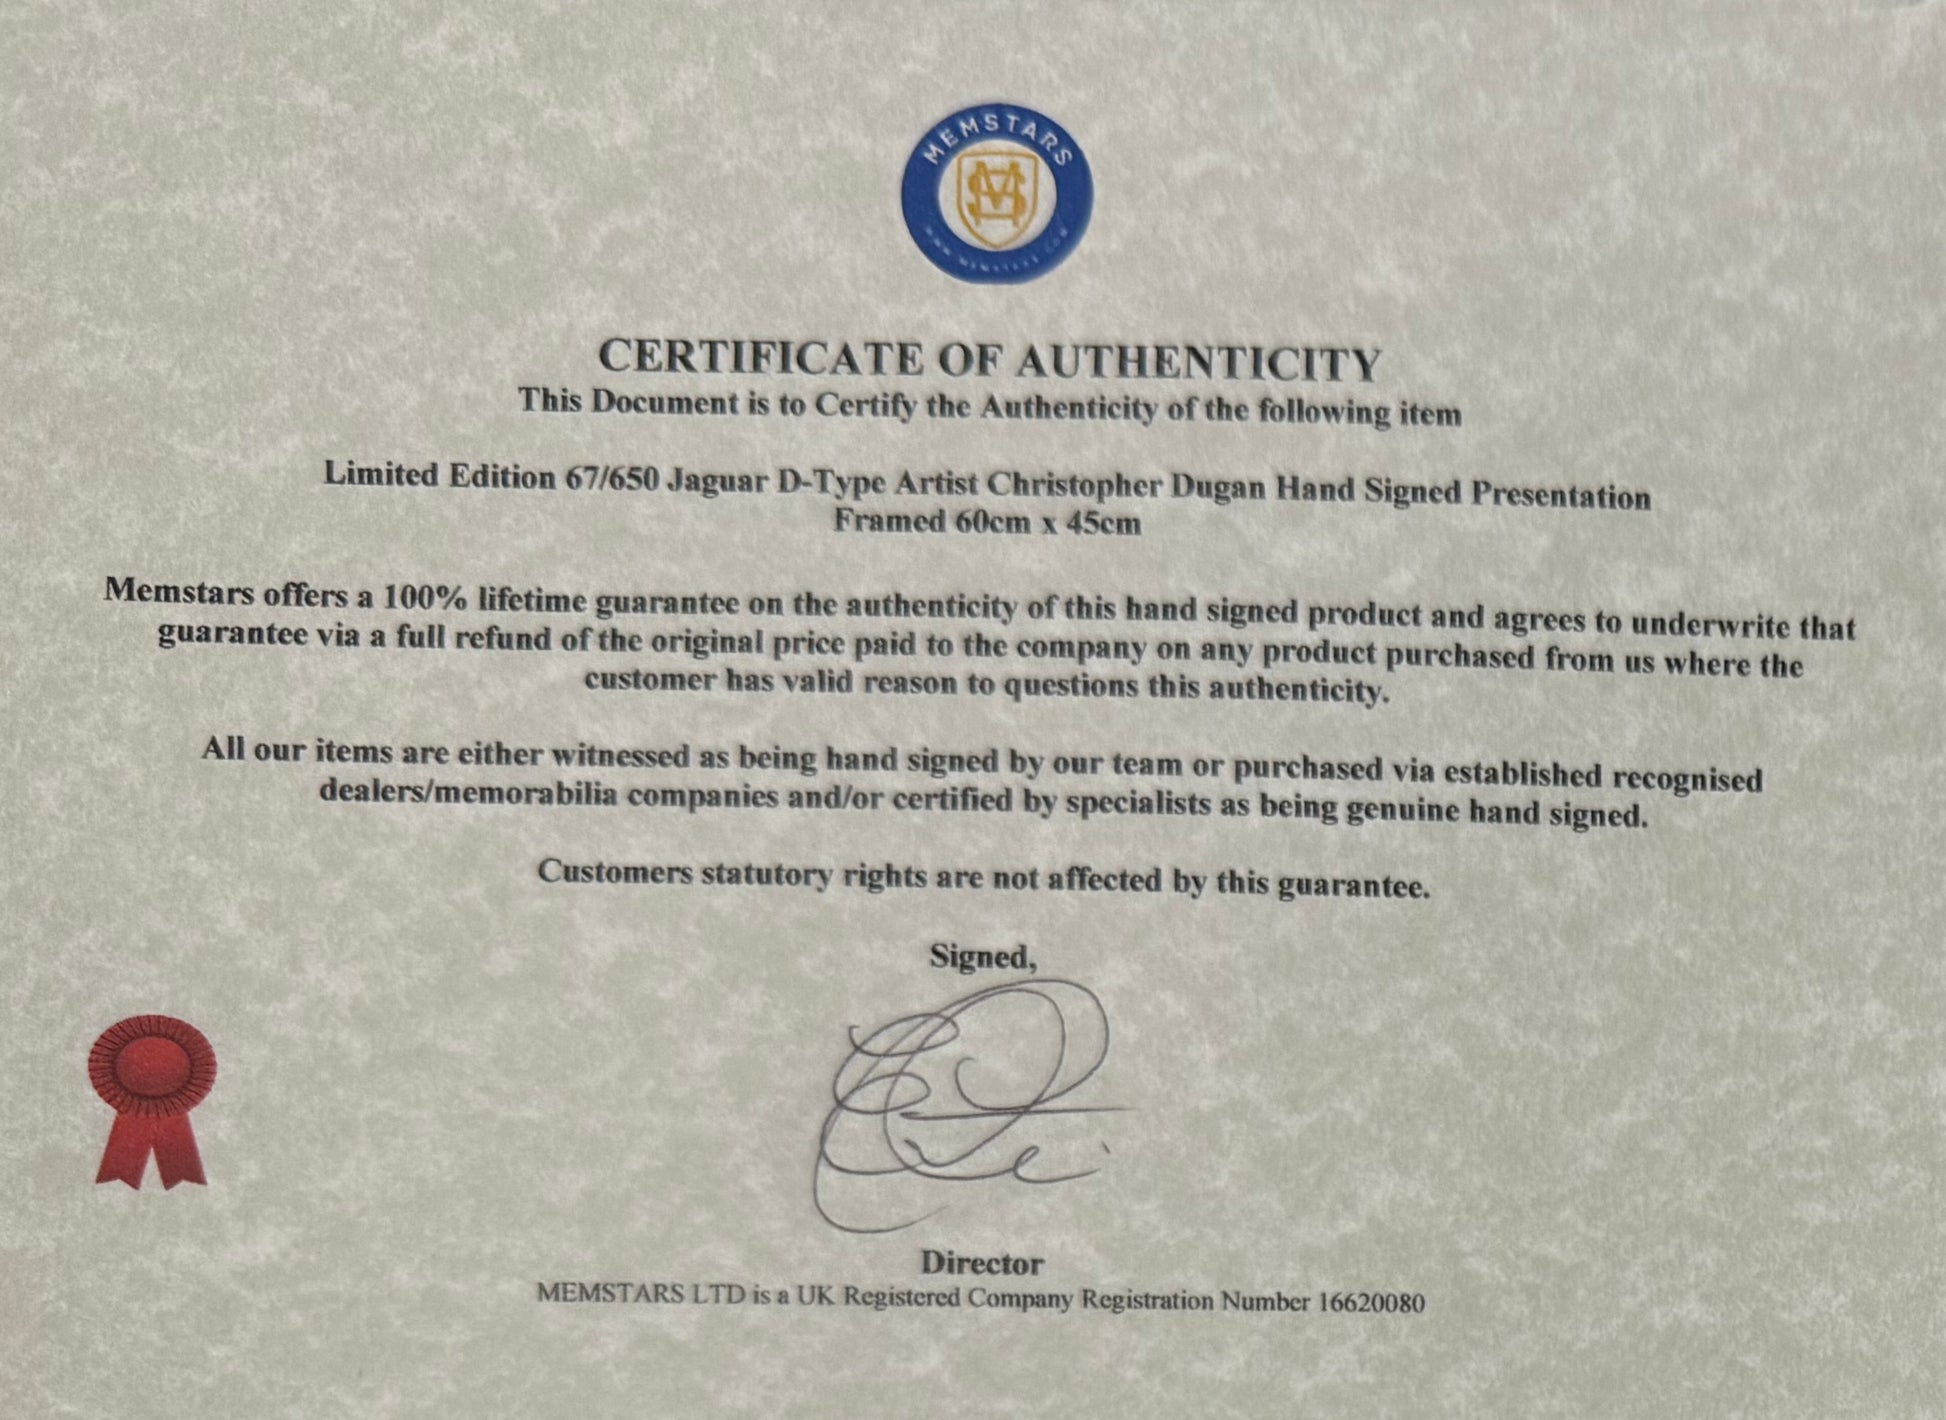 MEMSTARS
WWW.MEMSTARS.COM
CERTIFICATE OF AUTHENTICITY
This Document is to Certify the Authenticity of the following item
Limited Edition 67/650 Jaguar D-Type Artist Christopher Dugan Hand Signed Presentation
Framed 60cm x 45cm
Memstars offers a 100% lifetime guarantee on the authenticity of this hand signed product and agrees to underwrite that
guarantee via a full refund of the original price paid to the company on any product purchased from us where the
customer has valid reason to questions this authenticity.
All our items are either witnessed as being hand signed by our team or purchased via established recognised
dealers/memorabilia companies and/or certified by specialists as being genuine hand signed.
Customers statutory rights are not affected by this guarantee.
Signed,
Director
MEMSTARS LTD is a UK Registered Company Registration Number 16620080